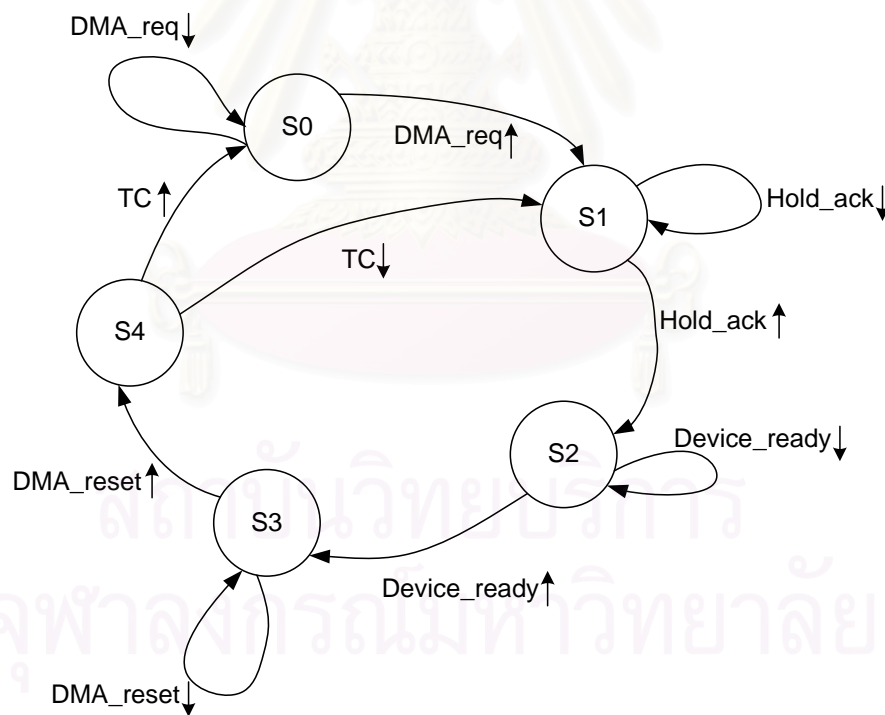 DMA_req↓
S0
DMA_req↑
TC↑
S1
Hold_ack↓
TC↓
S4
Hold_ack↑
S2
Device_ready↓
DMA_reset↑
S3
Device_ready↑
DMA_reset↓
สถาบันวิทยบริการ
จุฬาลงกรณ์มหาวิทยาลัย